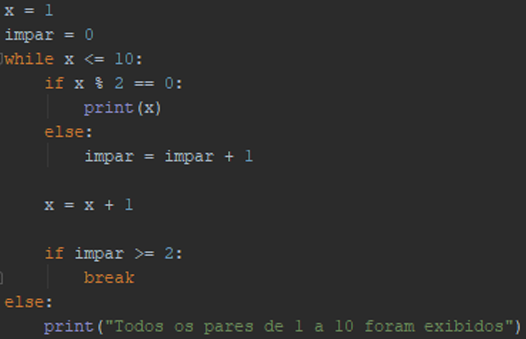 x = 1
impar = 0
while x <= 10:
    if x % 2 == 0:
        print(x)
    else:
        impar = impar + 1

    x = x + 1

    if impar >= 2:
        break
else:
    print("Todos os pares de 1 a 10 foram exibidos")